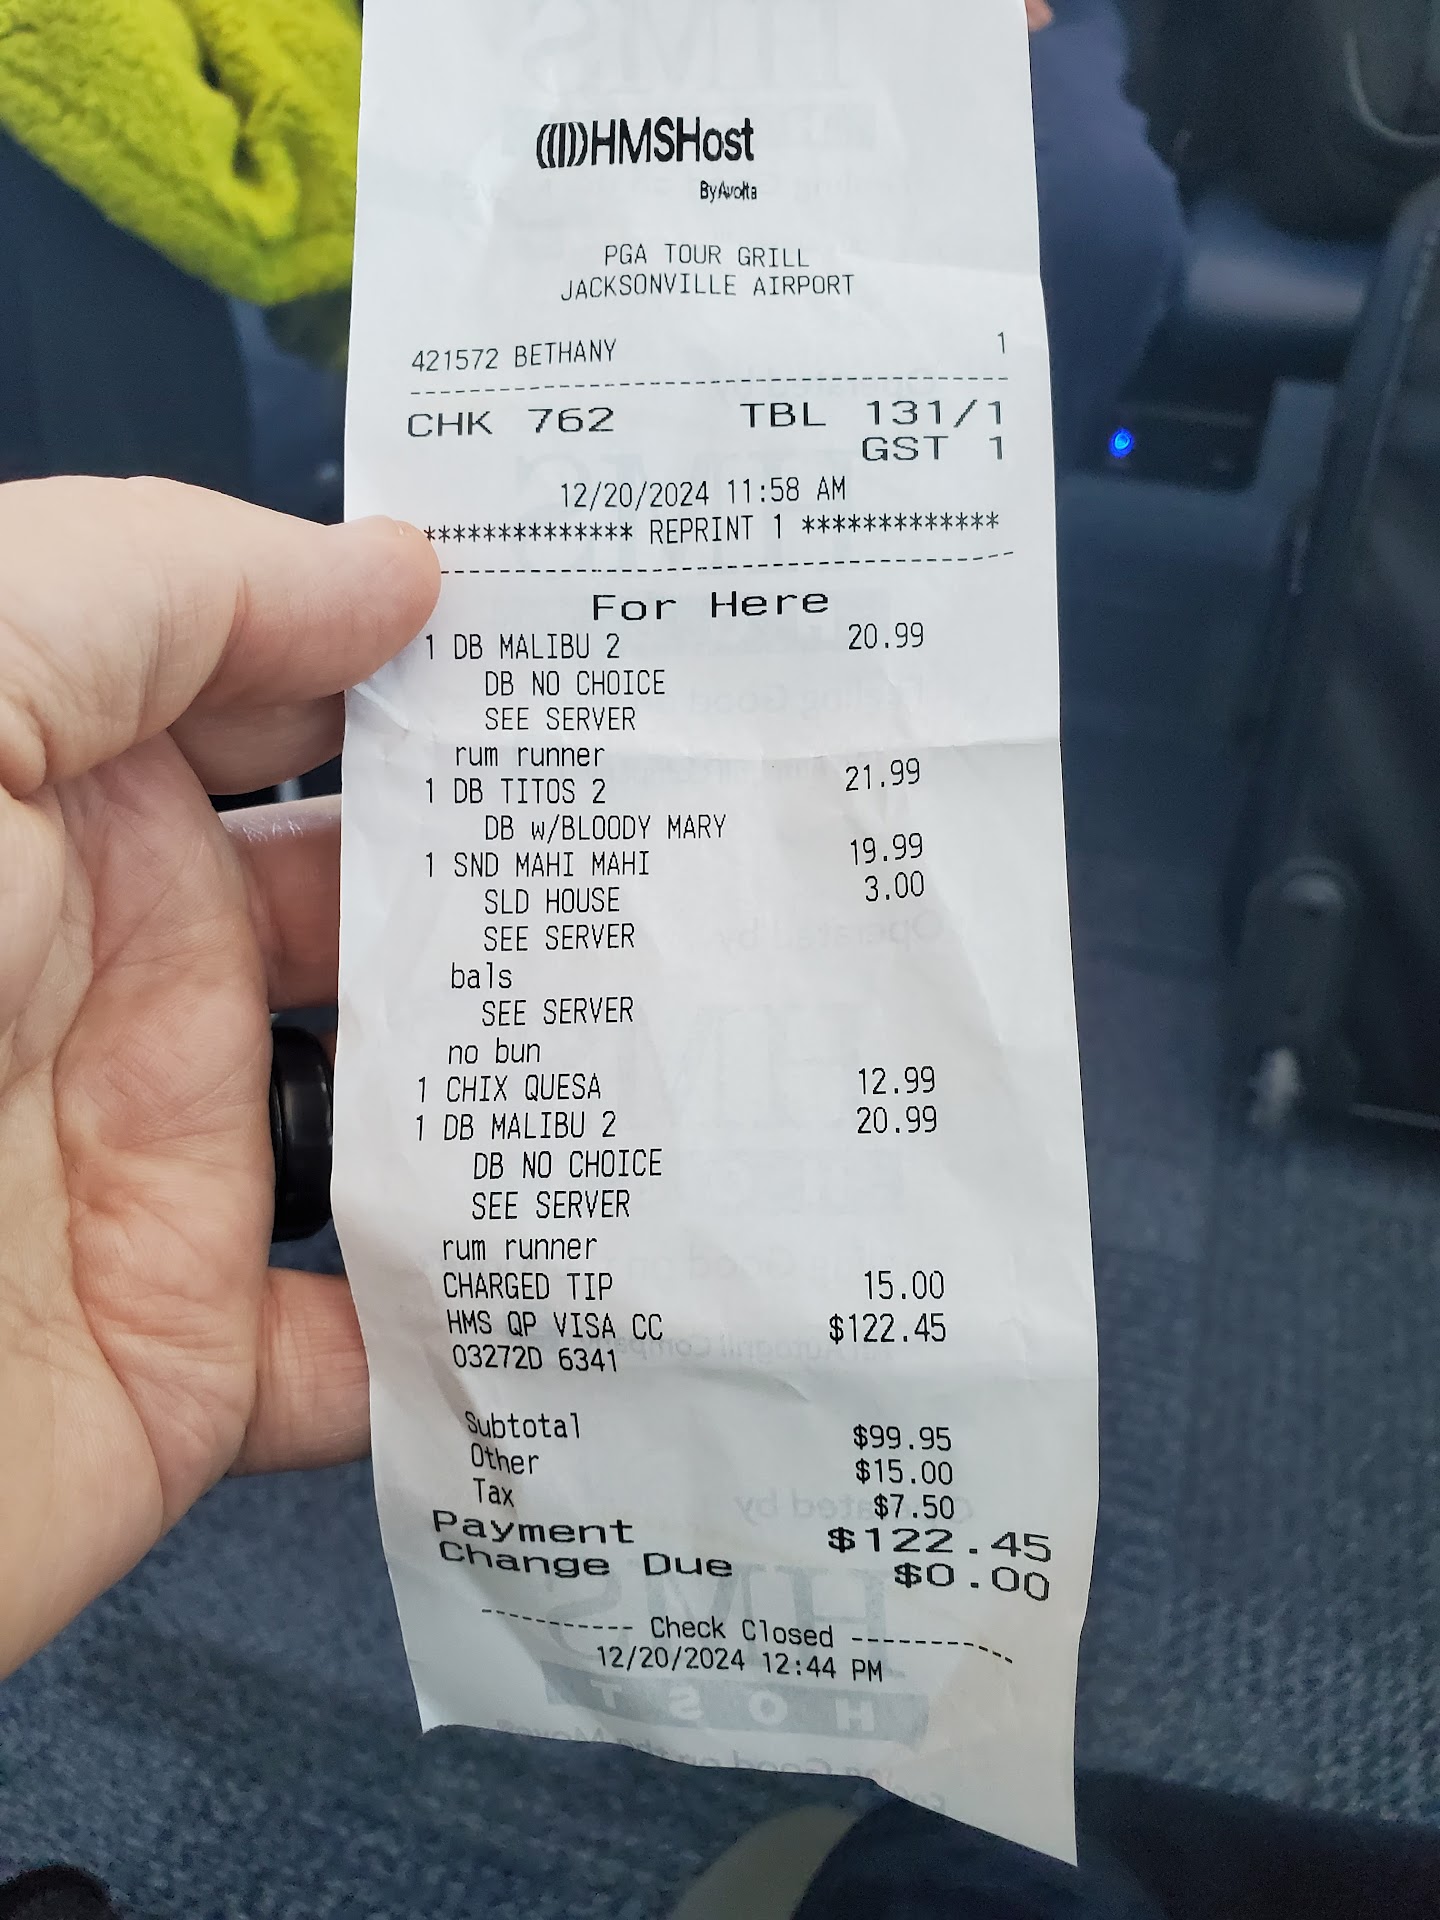 HMSHost
By Avolta
PGA TOUR GRILL
JACKSONVILLE AIRPORT
421572 BETHANY 1
--------------------------------------
CHK 762 TBL 131/1
GST 1
12/20/2024 11:58 AM
************** REPRINT 1 *************
--------------------------------------
For Here
1 DB MALIBU 2 20.99
DB NO CHOICE
SEE SERVER
rum runner
1 DB TITOS 2 21.99
DB w/BLOODY MARY
1 SND MAHI MAHI 19.99
SLD HOUSE 3.00
SEE SERVER
bals
SEE SERVER
no bun
1 CHIX QUESA 12.99
1 DB MALIBU 2 20.99
DB NO CHOICE
SEE SERVER
rum runner
CHARGED TIP 15.00
HMS QP VISA CC $122.45
03272D 6341
Subtotal $99.95
Other $15.00
Tax $7.50
Payment $122.45
Change Due $0.00
---------- Check Closed -----------
12/20/2024 12:44 PM
HOST